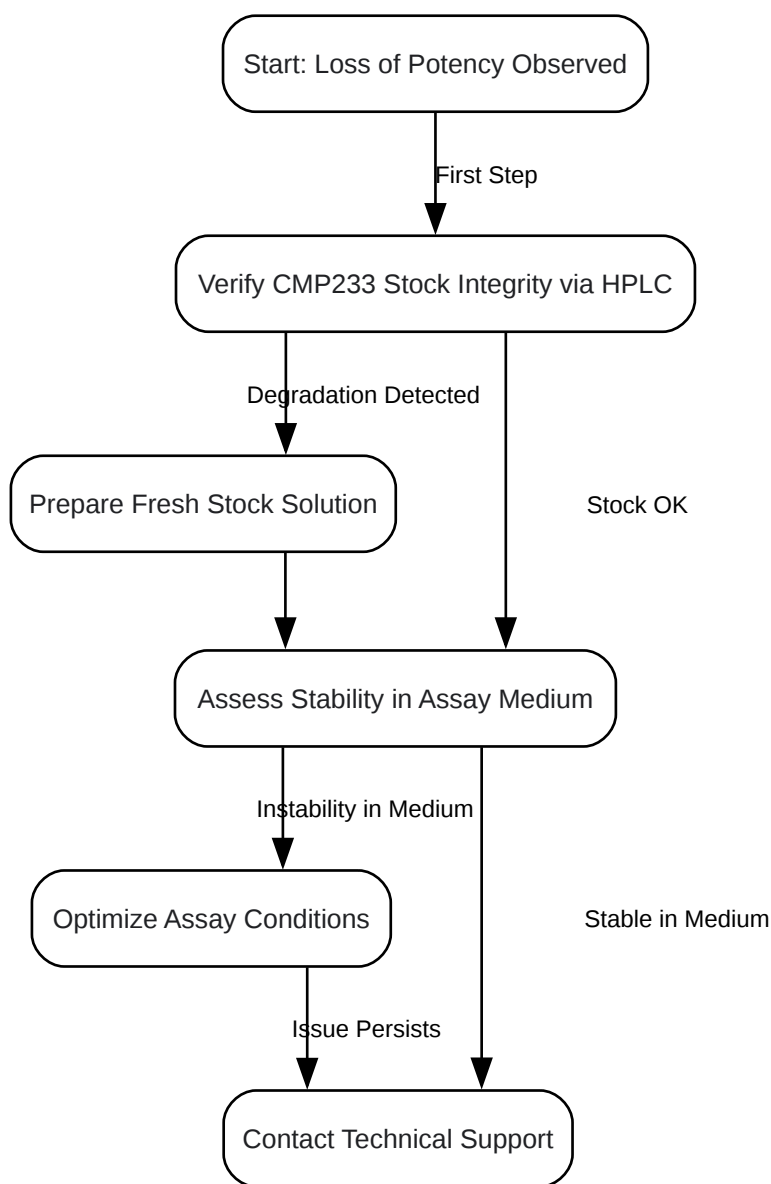 Start: Loss of Potency Observed
First Step
Verify CMP233 Stock Integrity via HPLC
Degradation Detected
Prepare Fresh Stock Solution
Stock OK
Assess Stability in Assay Medium
Instability in Medium
Optimize Assay Conditions
Stable in Medium
Issue Persists
Contact Technical Support